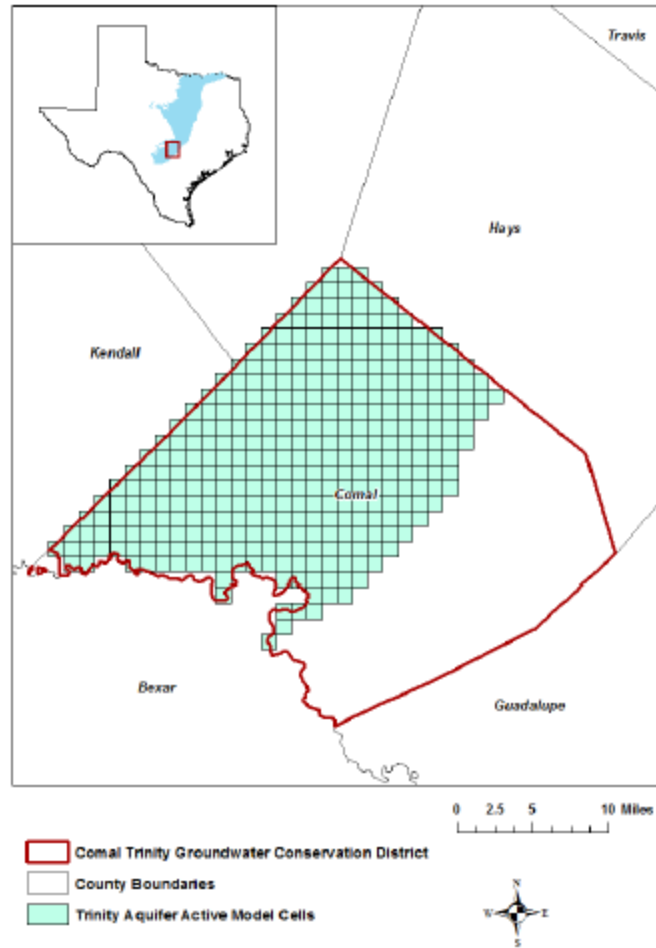 Travis
Hays
Kendall
Comal
Bexar
Guadalupe
0 2.5 5 10 Miles
Comal Trinity Groundwater Conservation District
County Boundaries
Trinity Aquifer Active Model Cells
N
W E
S